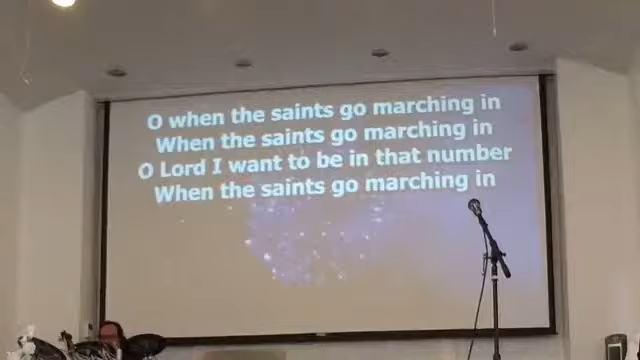 O when the saints go marching in
When the saints go marching in
O Lord I want to be in that number
When the saints go marching in